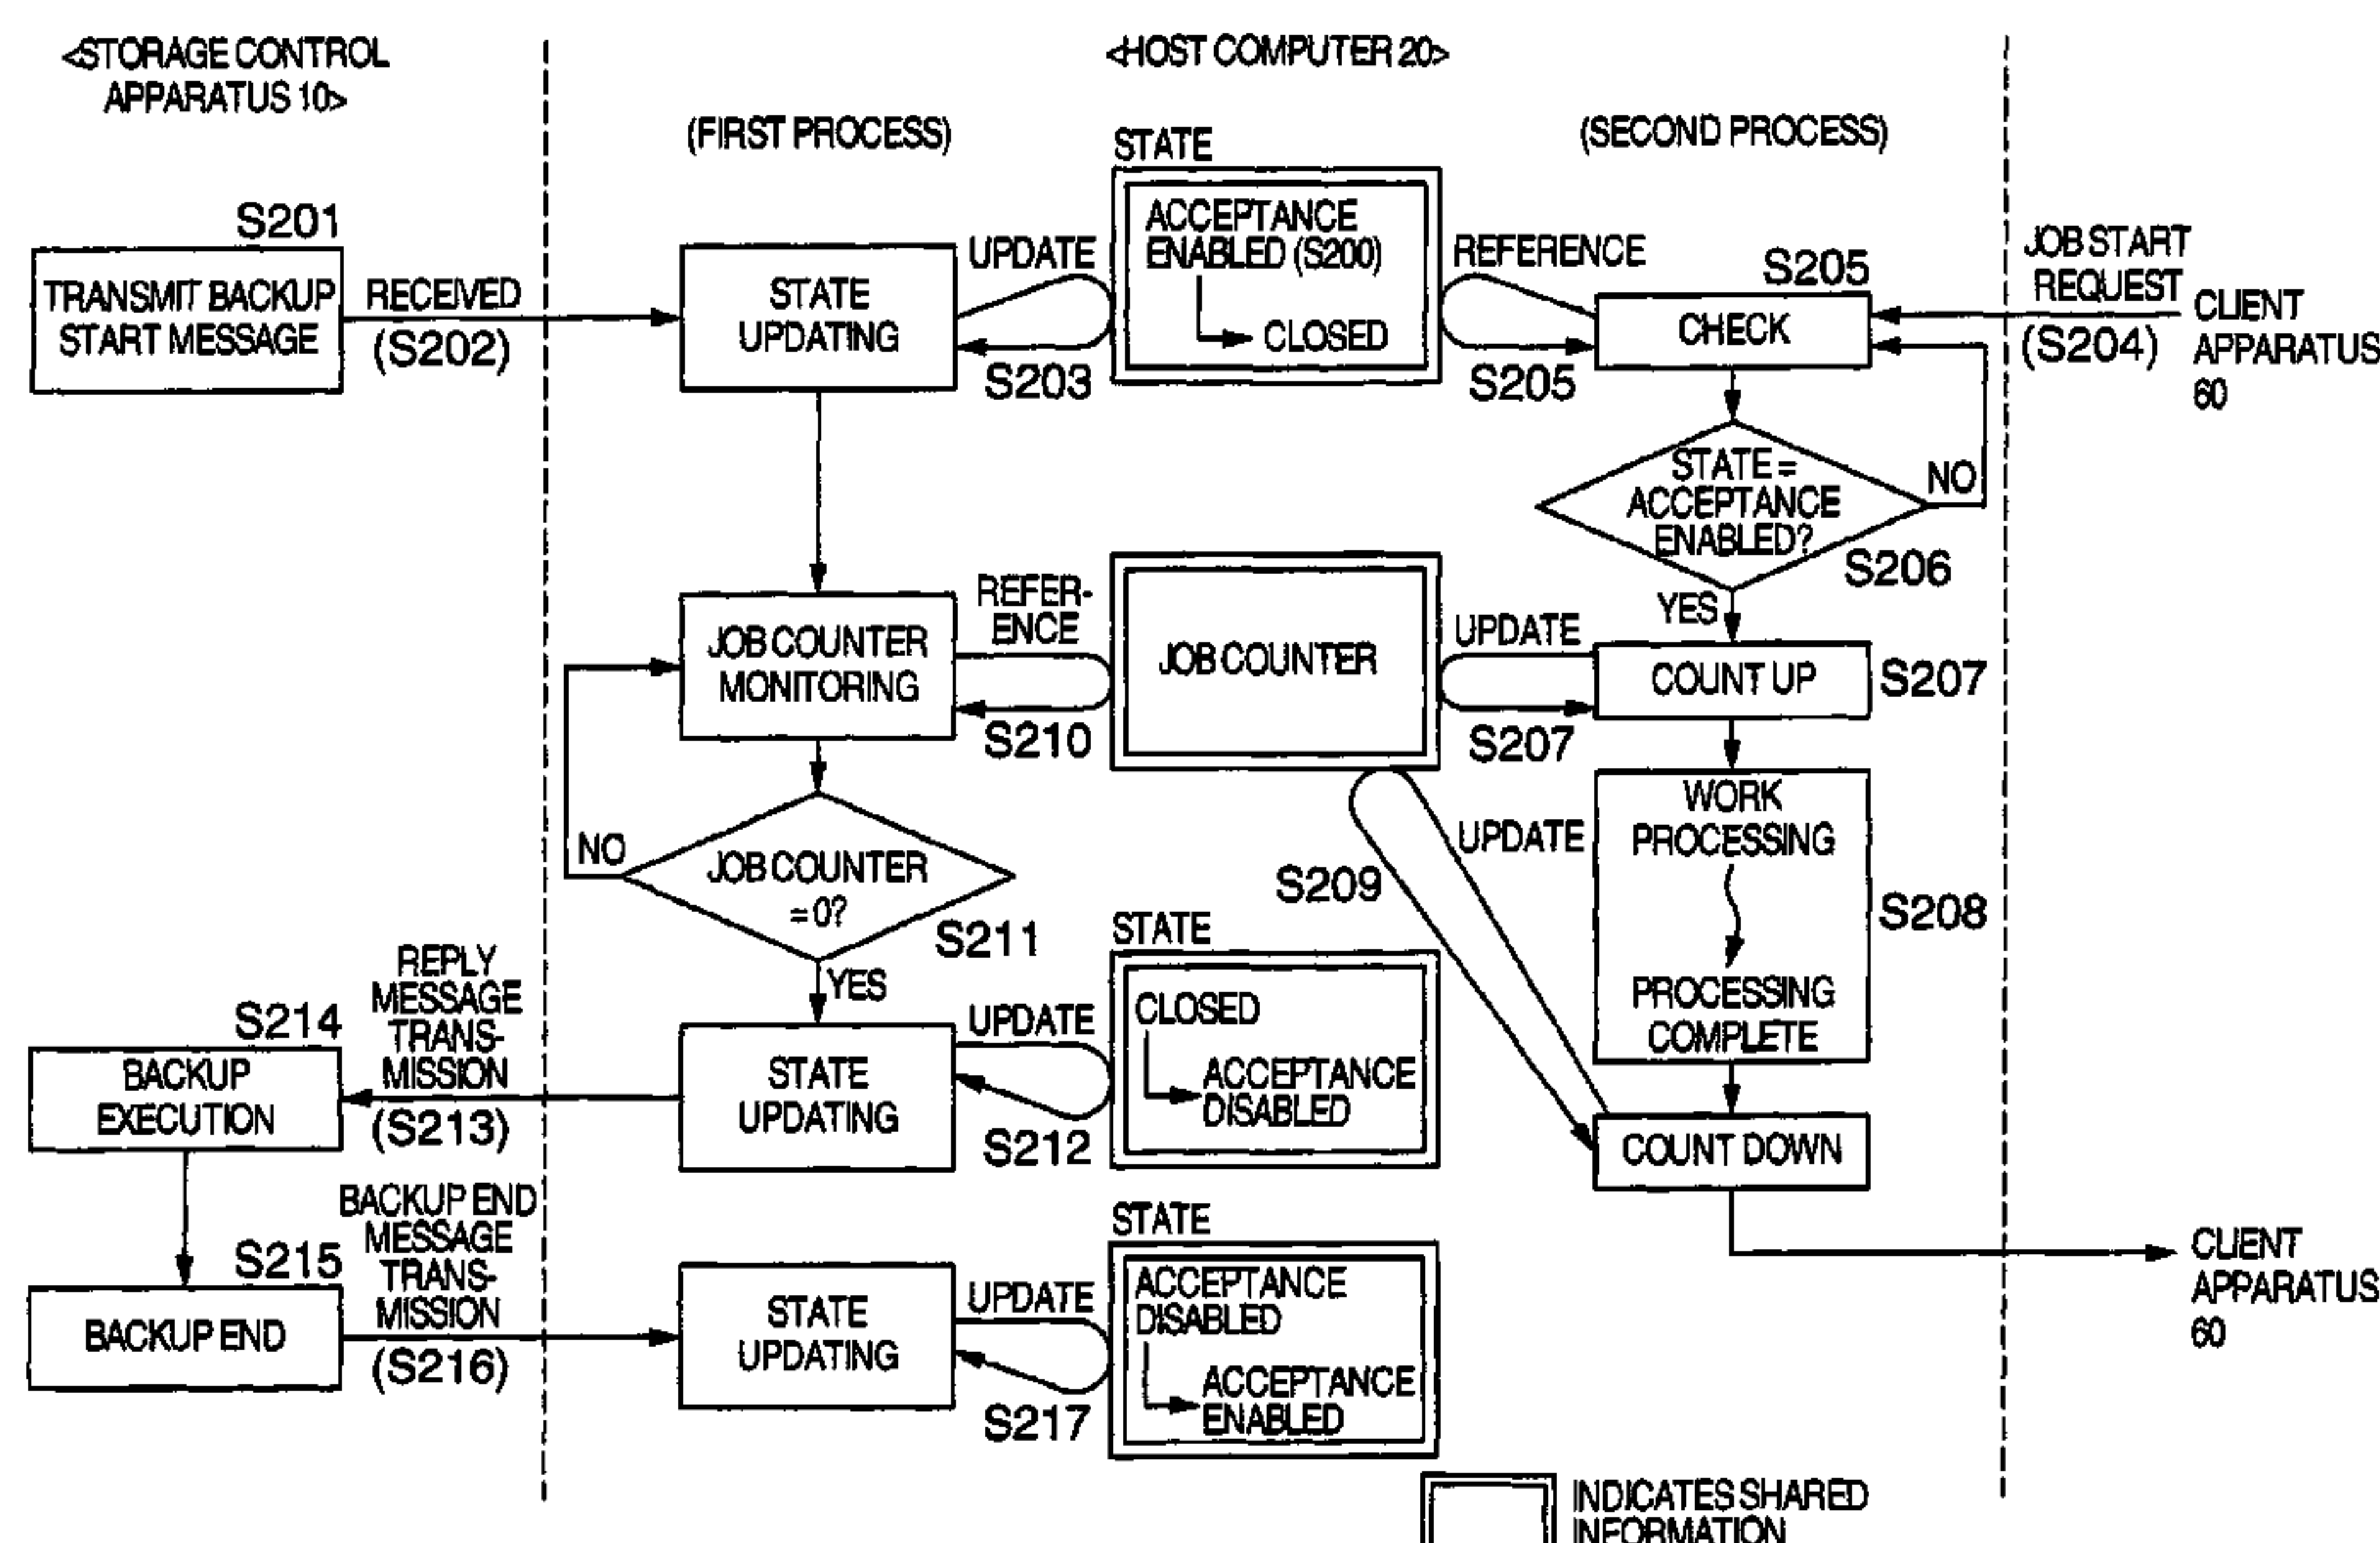 <STORAGE CONTROL
APPARATUS 10>
<HOST COMPUTER 20>
(FIRST PROCESS)
STATE
(SECOND PROCESS)
S201
TRANSMIT BACKUP
START MESSAGE
RECEIVED
(S202)
STATE
UPDATING
UPDATE
S203
ACCEPTANCE
ENABLED (S200)
CLOSED
REFERENCE
S205
S205
CHECK
JOB START
REQUEST
(S204)
CLIENT
APPARATUS
60
STATE =
ACCEPTANCE
ENABLED?
NO
S206
YES
JOB COUNTER
MONITORING
REFER-
ENCE
S210
JOB COUNTER
UPDATE
S207
COUNT UP
S207
NO
JOB COUNTER
= 0?
S211
YES
S209
UPDATE
WORK
PROCESSING
PROCESSING
COMPLETE
S208
REPLY
MESSAGE
TRANS-
MISSION
(S213)
S214
BACKUP
EXECUTION
STATE
UPDATING
UPDATE
S212
STATE
CLOSED
ACCEPTANCE
DISABLED
COUNT DOWN
BACKUP END
MESSAGE
TRANS-
MISSION
(S216)
S215
BACKUP END
STATE
UPDATING
UPDATE
S217
STATE
ACCEPTANCE
DISABLED
ACCEPTANCE
ENABLED
CLIENT
APPARATUS
60
INDICATES SHARED
INFORMATION